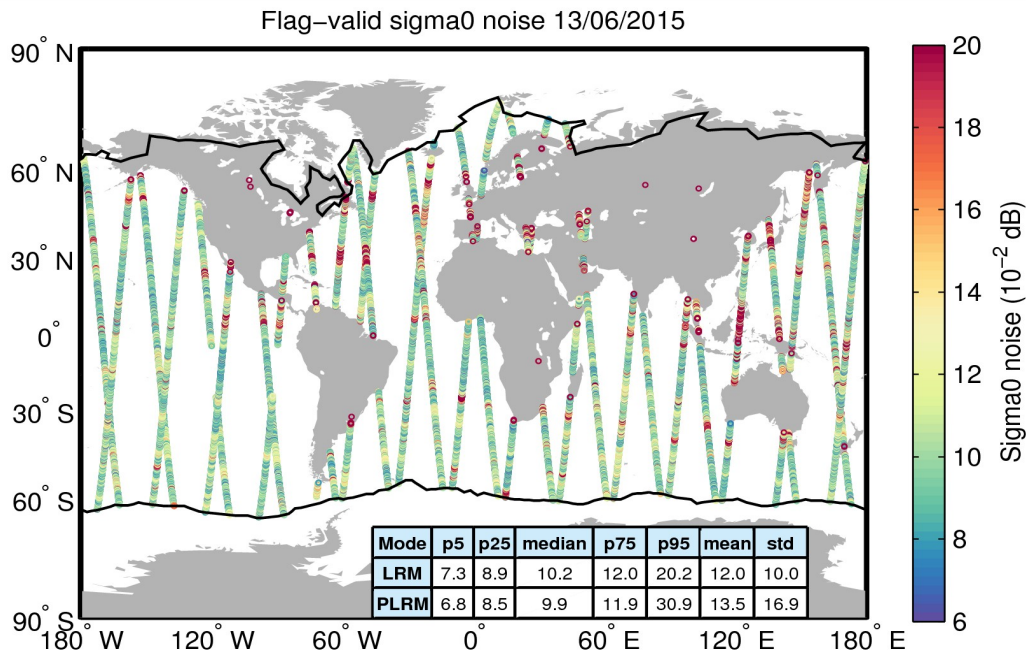 Flag−valid sigma0 noise 13/06/2015
90° N
60° N
30° N
0°
30° S
60° S
90° S
180° W
120° W
60° W
0°
60° E
120° E
180° E
Mode p5 p25 median p75 p95 mean std
LRM 7.3 8.9 10.2 12.0 20.2 12.0 10.0
PLRM 6.8 8.5 9.9 11.9 30.9 13.5 16.9
20
18
16
14
12
10
8
6
Sigma0 noise (10⁻² dB)